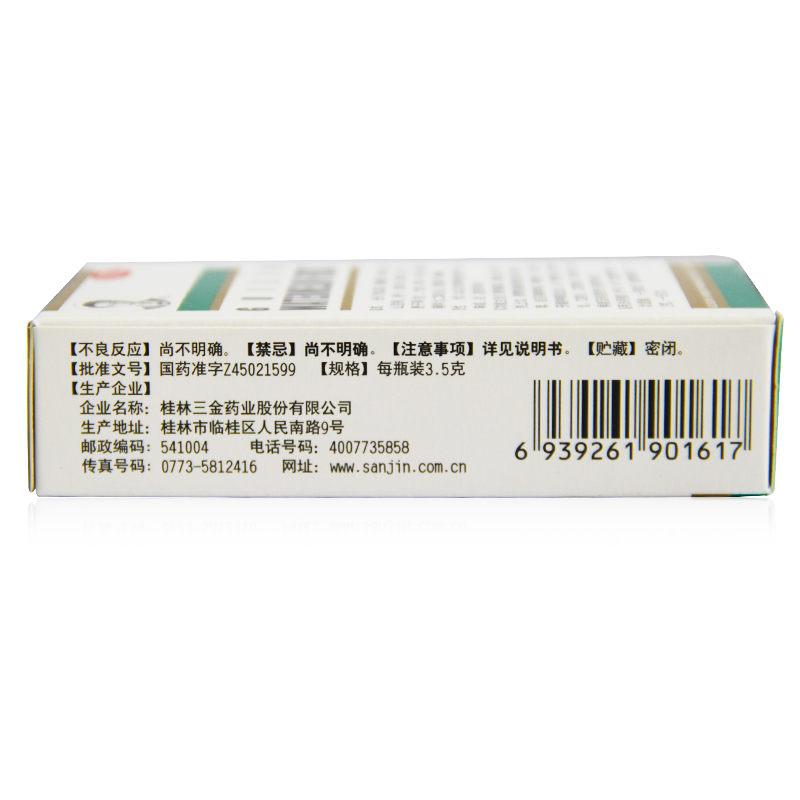 【不良反应】尚不明确。【禁忌】尚不明确。【注意事项】详见说明书。【贮藏】密闭。
【批准文号】国药准字Z45021599 【规格】每瓶装3.5克
【生产企业】
企业名称：桂林三金药业股份有限公司
生产地址：桂林市临桂区人民南路9号
邮政编码：541004 电话号码：4007735858
传真号码：0773-5812416 网址：www.sanjin.com.cn
6 939261 901617